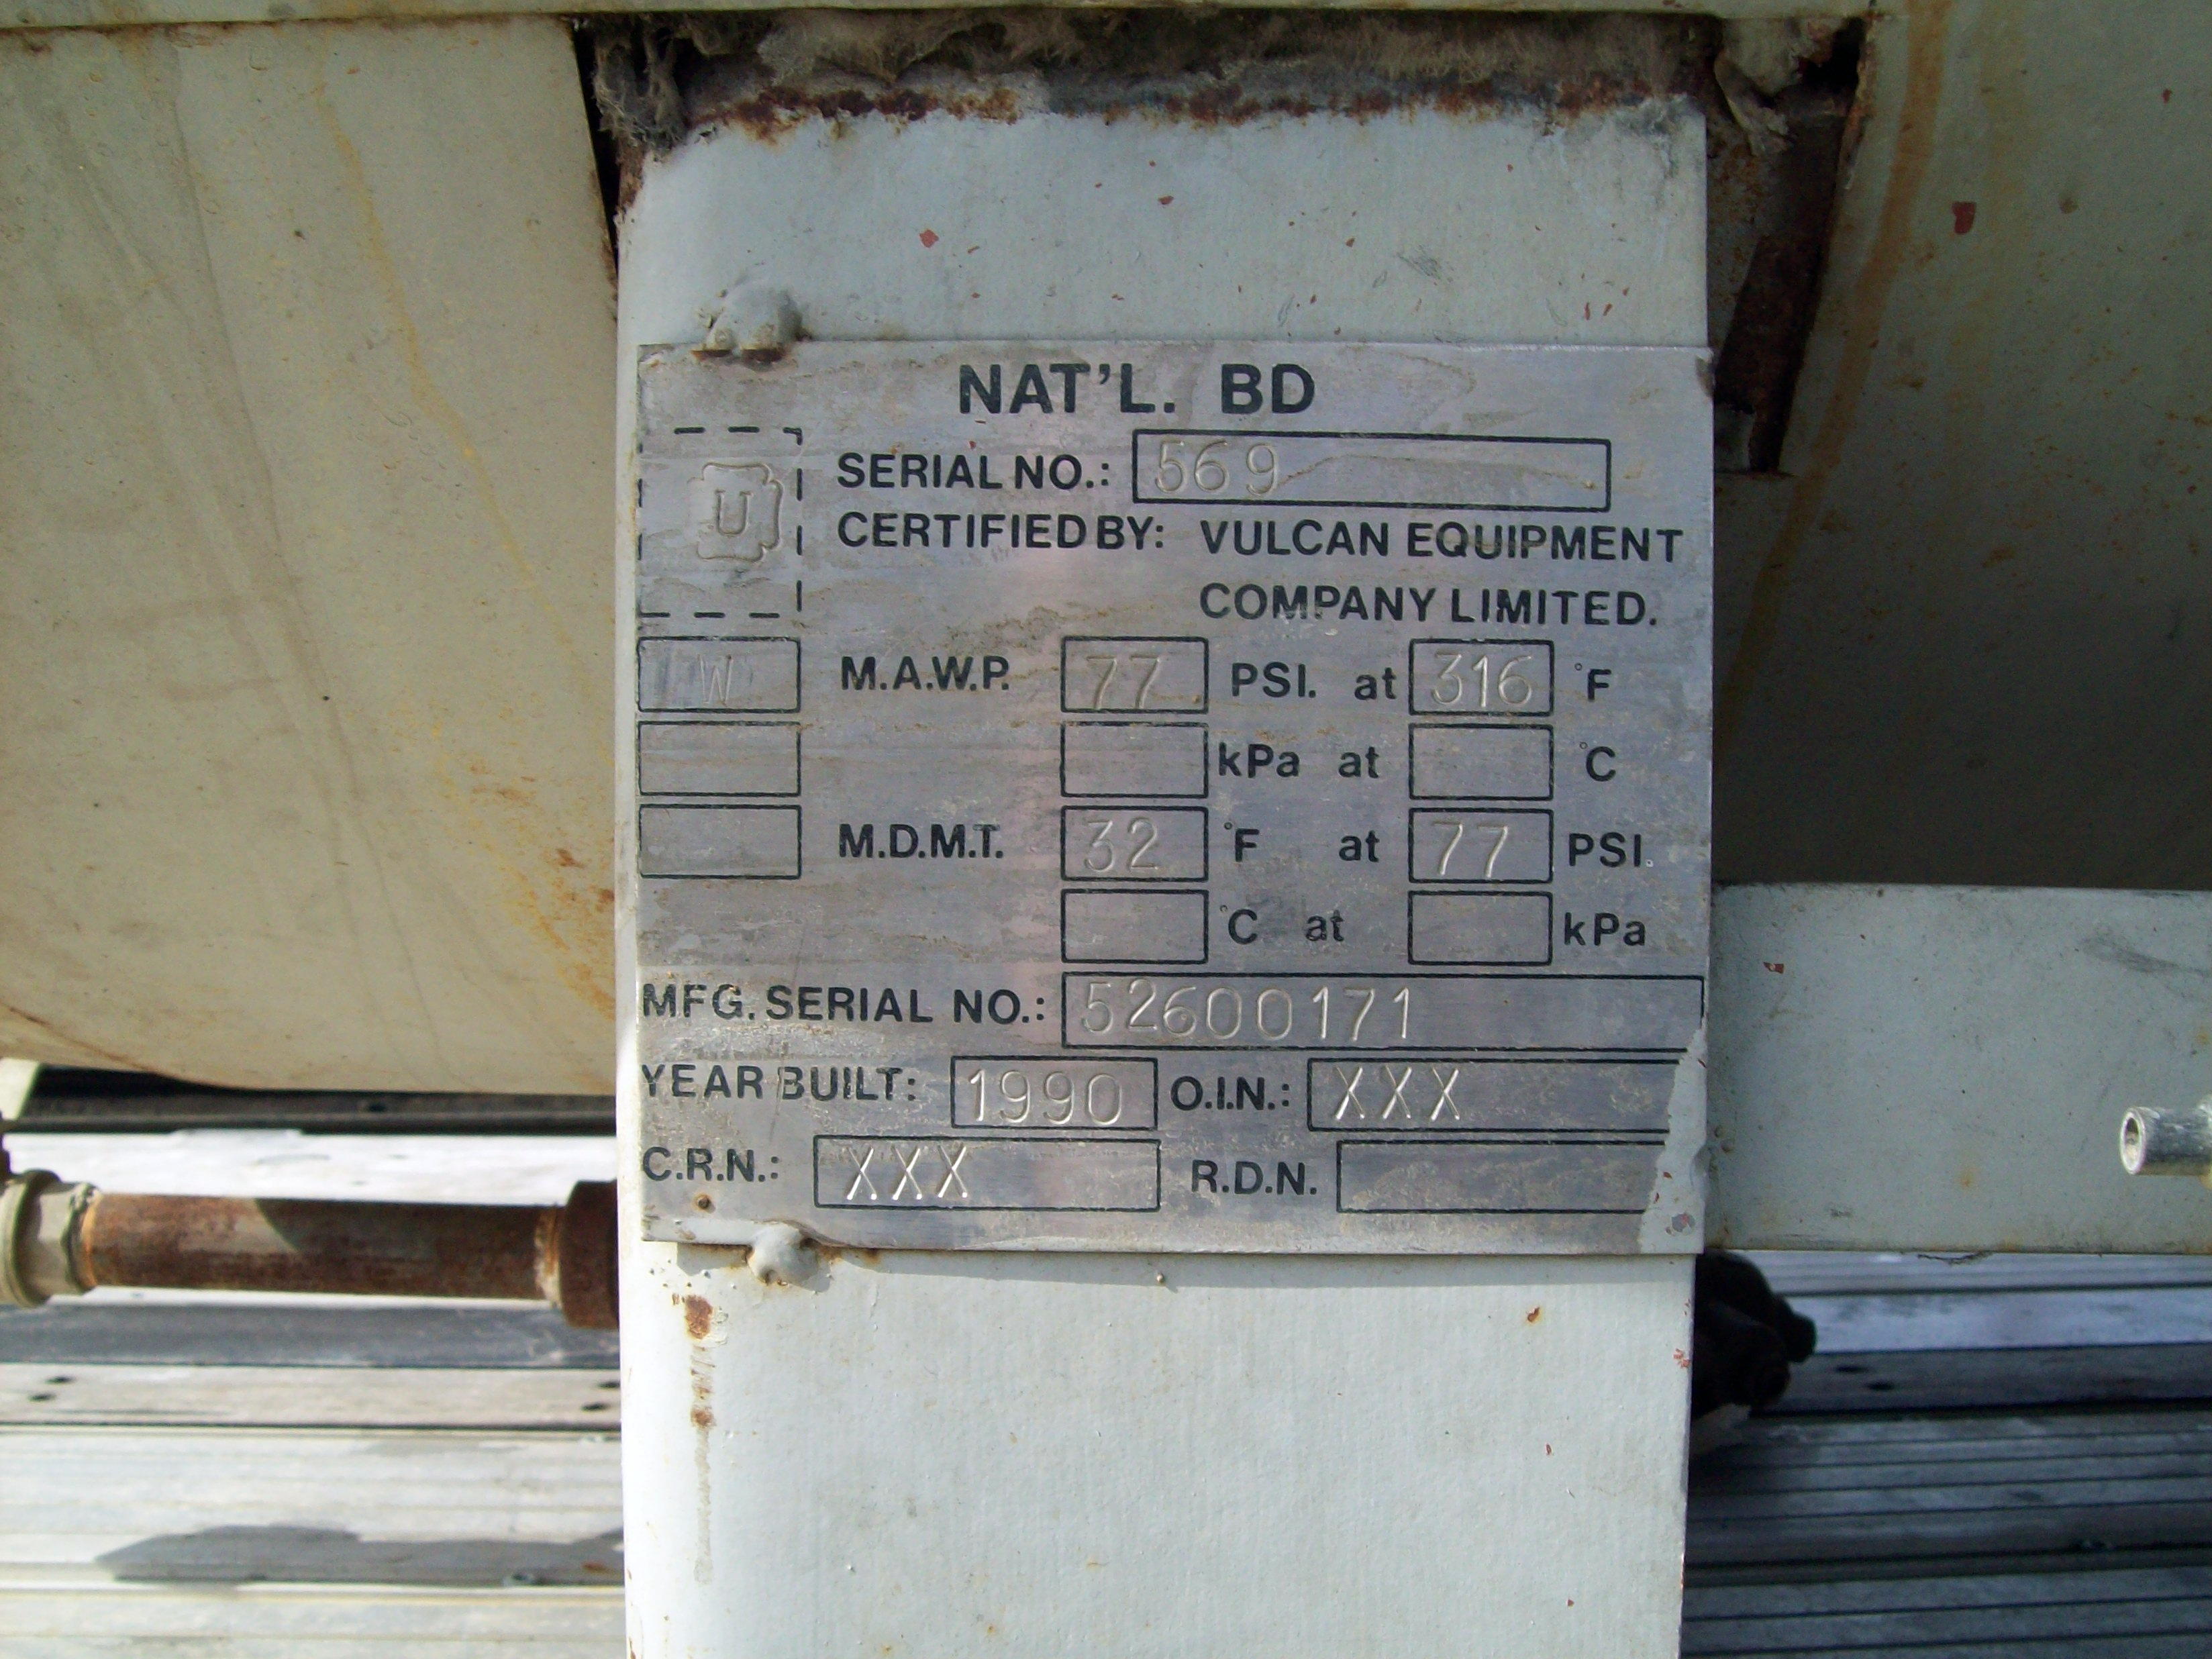 NAT'L. BD
U
SERIAL NO.: 569
CERTIFIED BY: VULCAN EQUIPMENT
COMPANY LIMITED.
W M.A.W.P. 77 PSI. at 316 °F
kPa at °C
M.D.M.T. 32 °F at 77 PSI.
°C at kPa
MFG. SERIAL NO.: 52600171
YEAR BUILT: 1990 O.I.N.: XXX
C.R.N.: XXX R.D.N.